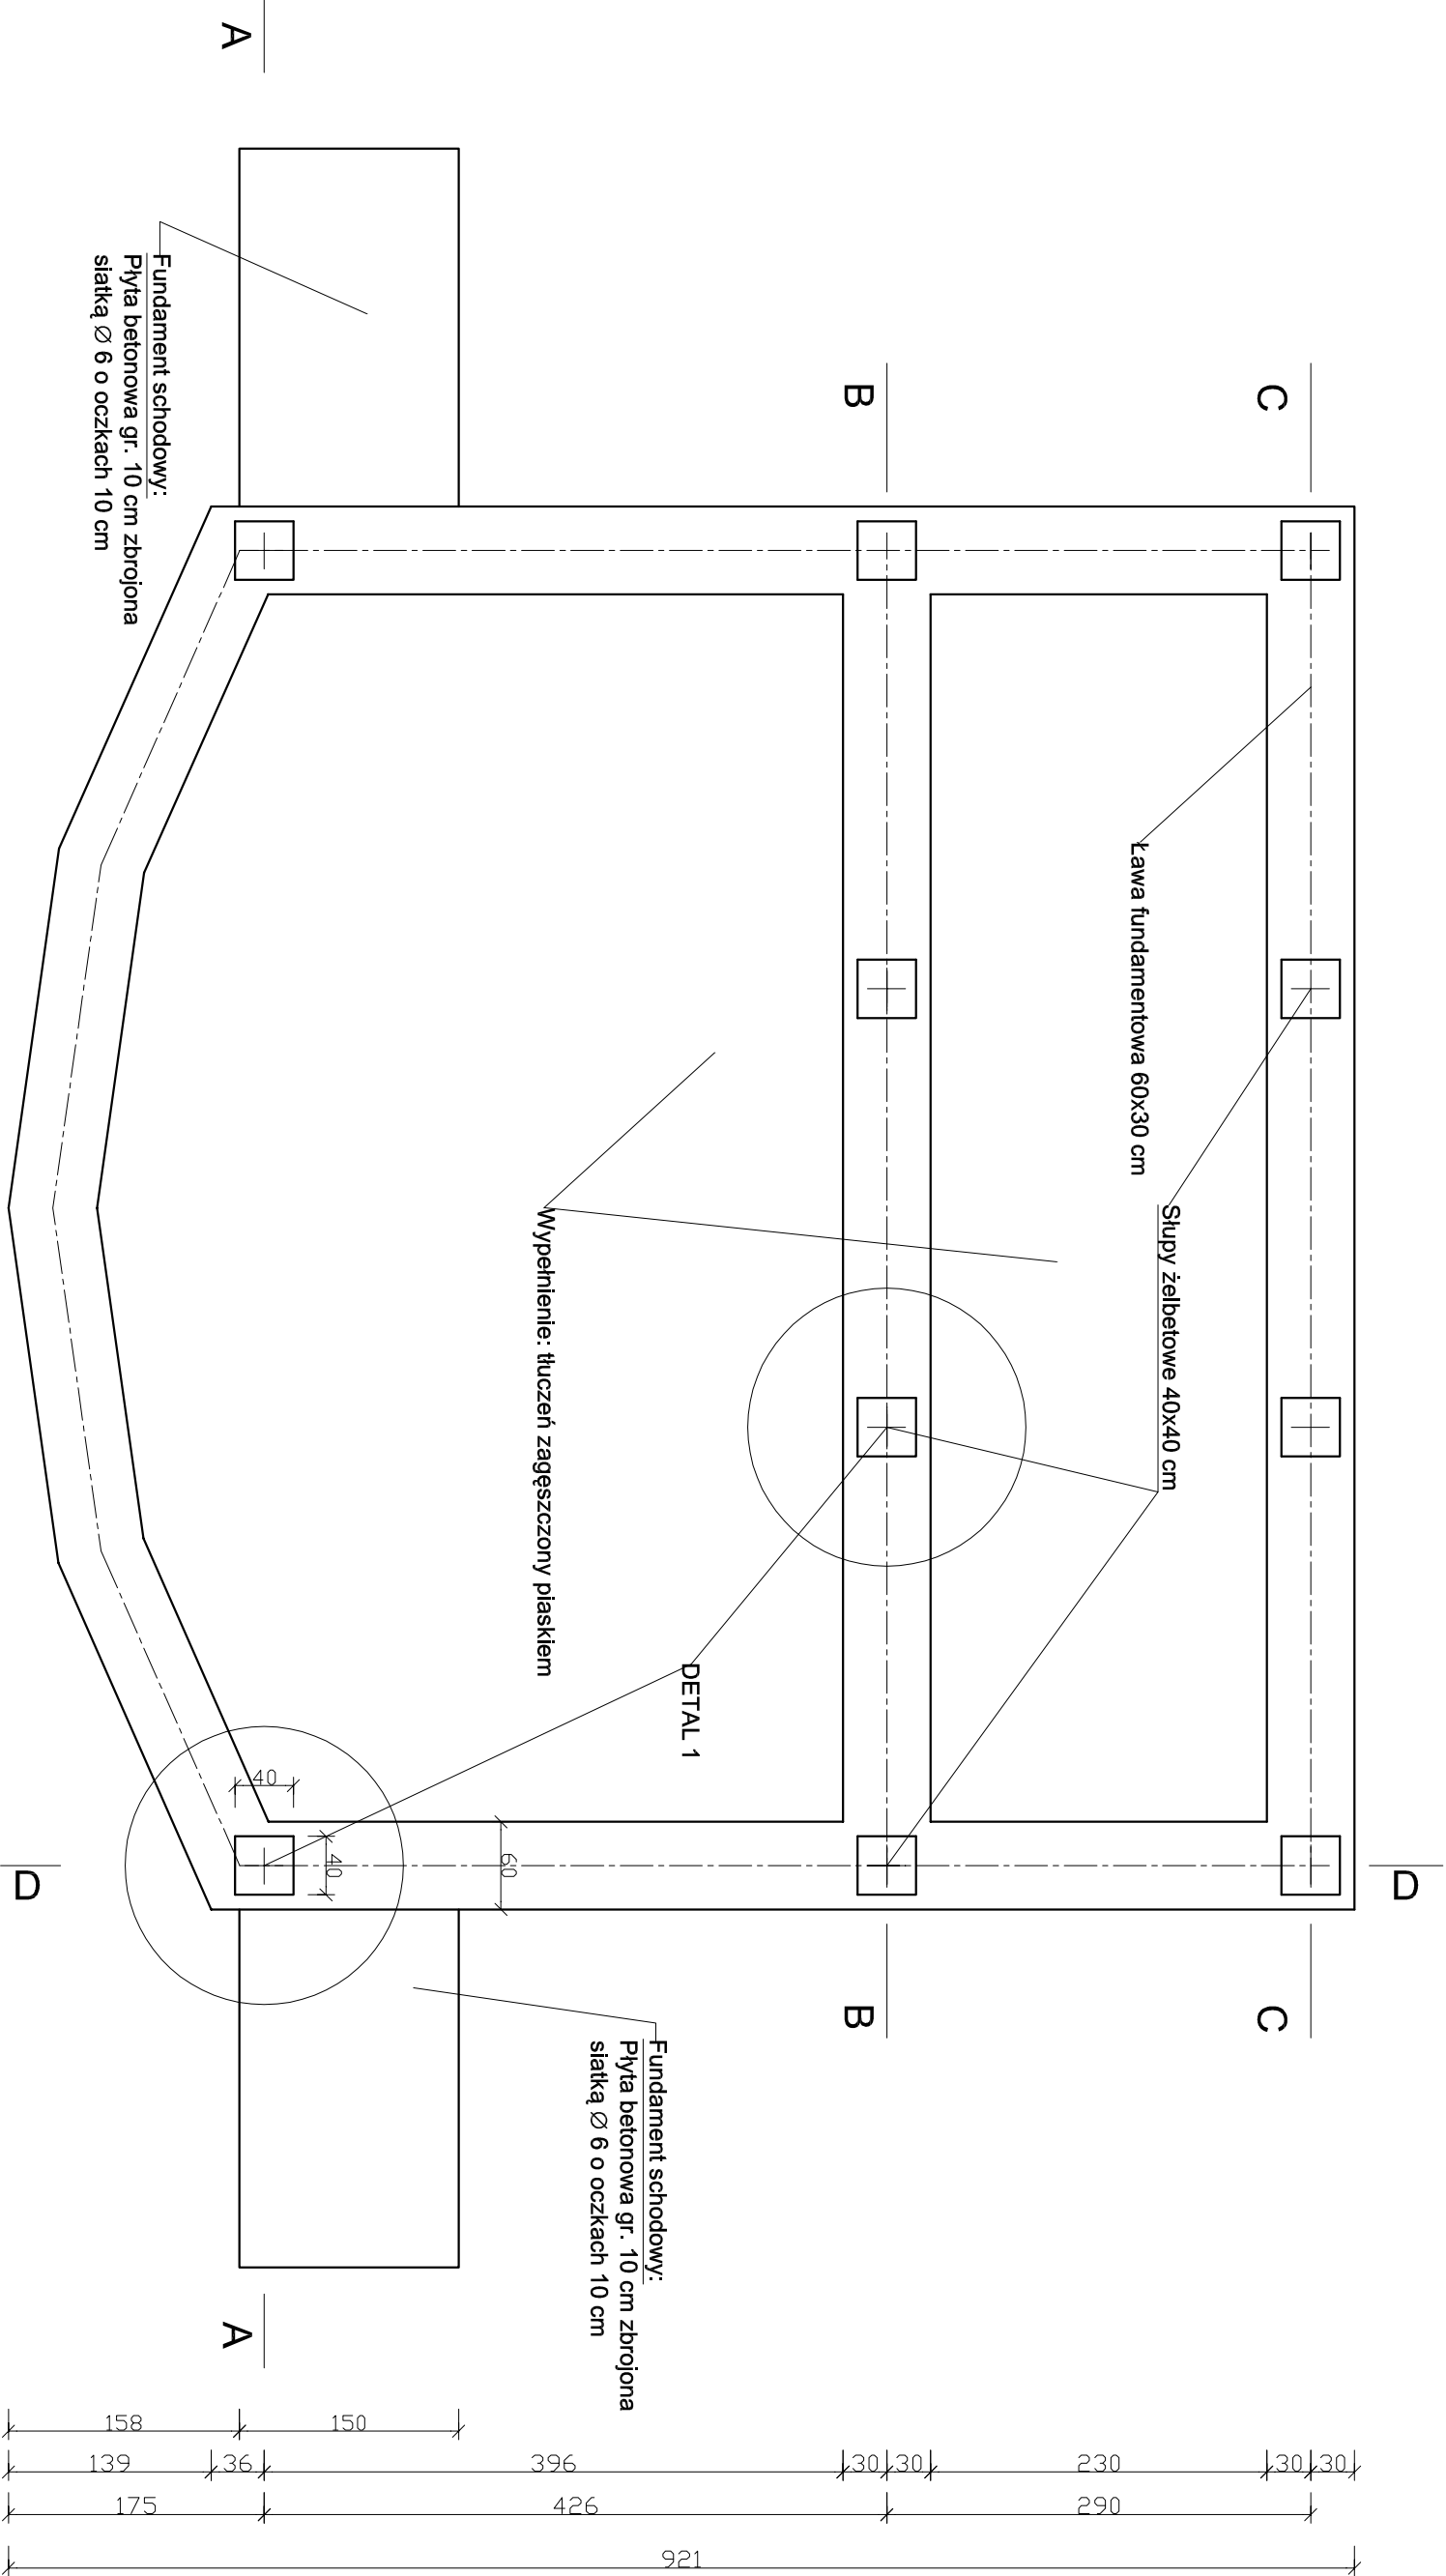 C
C
Ława fundamentowa 60x30 cm
Słupy żelbetowe 40x40 cm
B
B
DETAL 1
Wypełnienie: tłuczeń zagęszczony piaskiem
Fundament schodowy:
Płyta betonowa gr. 10 cm zbrojona
siatką ∅ 6 o oczkach 10 cm
60
40
40
A
A
Fundament schodowy:
Płyta betonowa gr. 10 cm zbrojona
siatką ∅ 6 o oczkach 10 cm
D
D
158
150
139
36
396
30
30
230
30
30
175
426
290
921